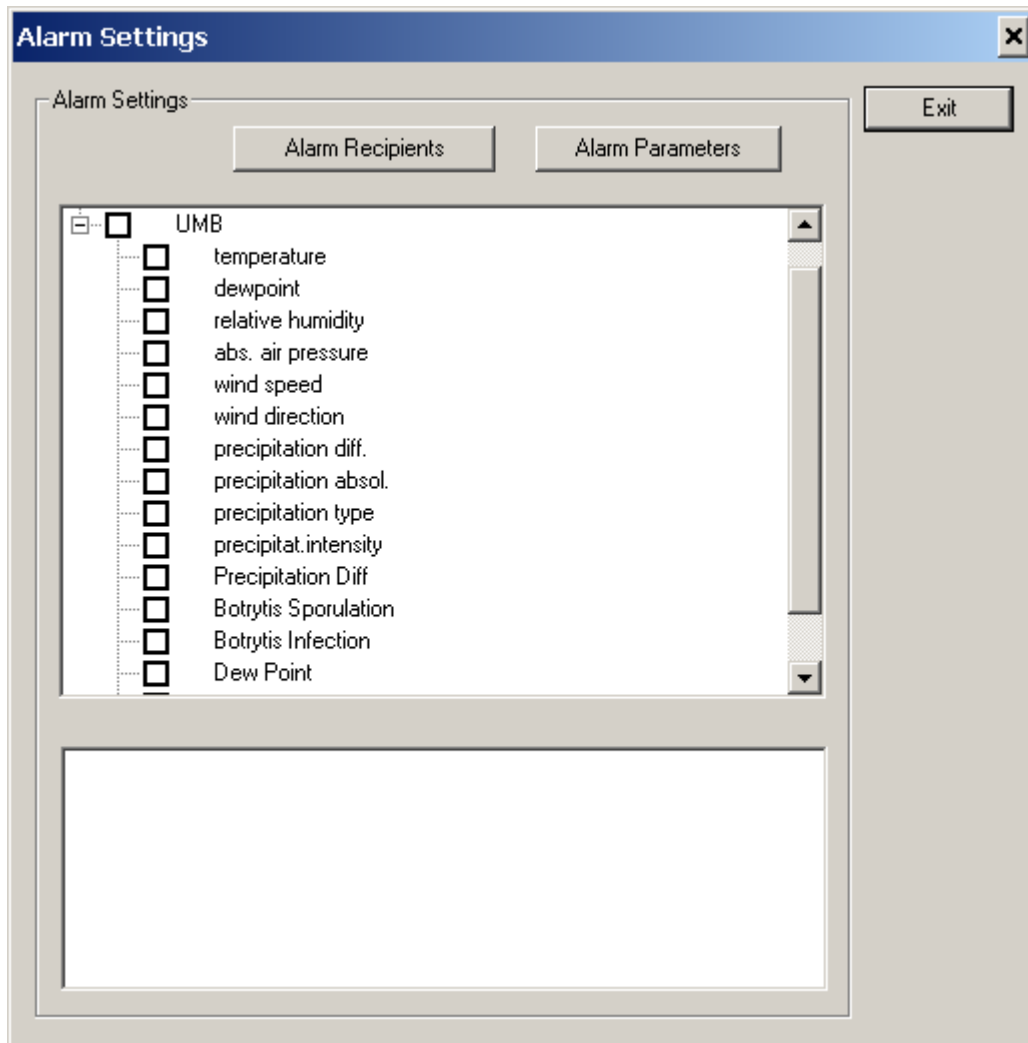 Alarm Settings
Alarm Settings
Exit
Alarm Recipients
Alarm Parameters
UMB
temperature
dewpoint
relative humidity
abs. air pressure
wind speed
wind direction
precipitation diff.
precipitation absol.
precipitation type
precipitat.intensity
Precipitation Diff
Botrytis Sporulation
Botrytis Infection
Dew Point